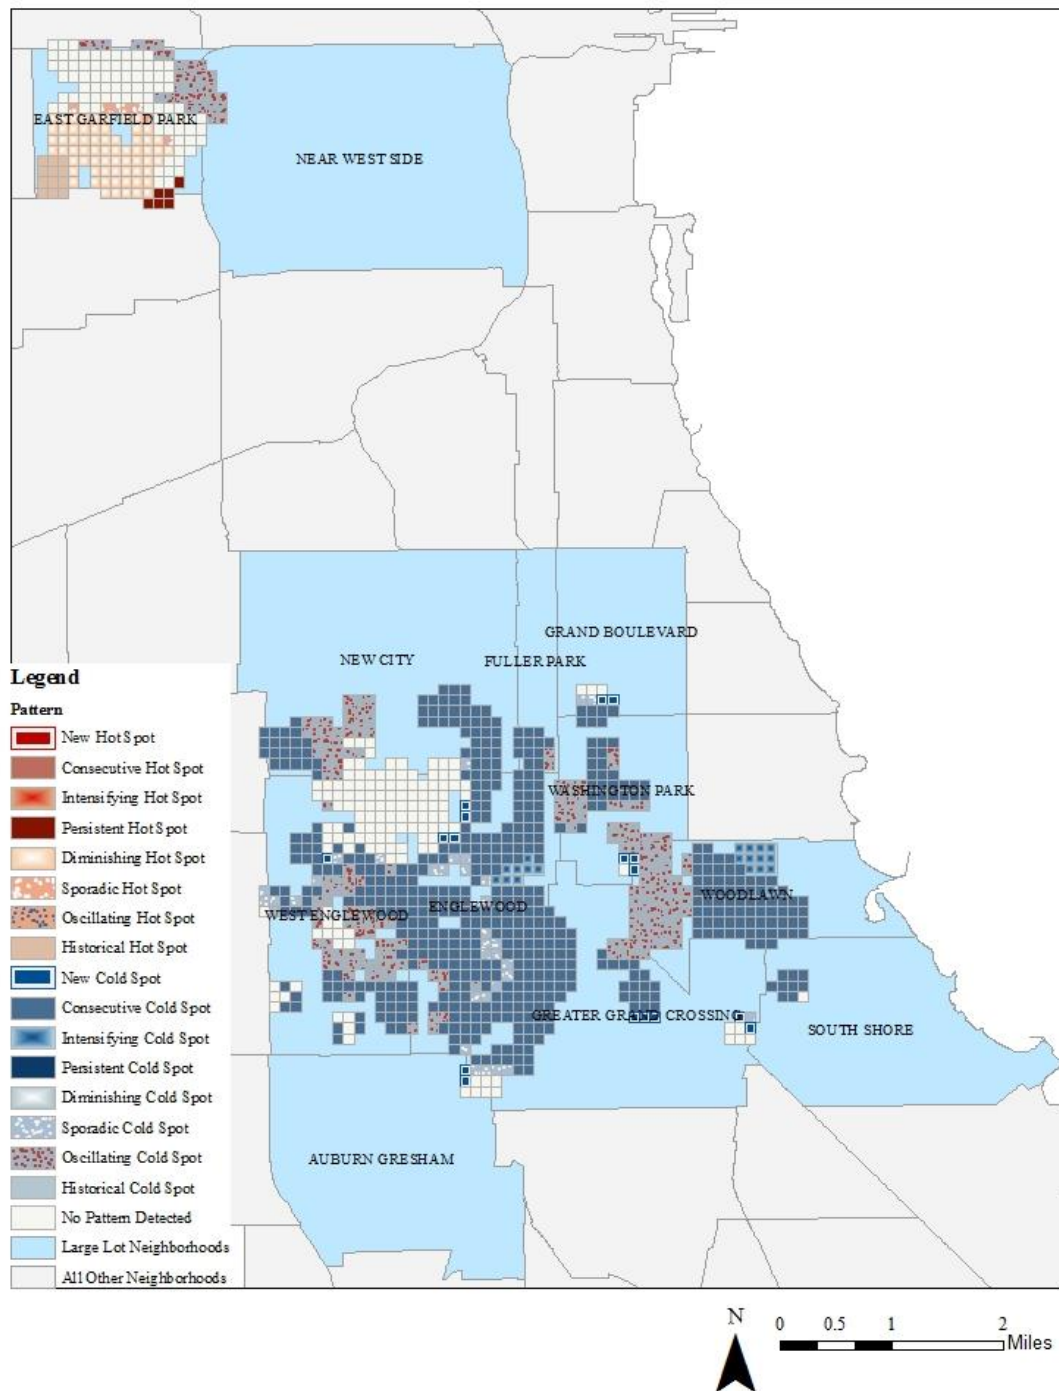 EAST GARFIELD PARK
NEAR WEST SIDE
GRAND BOULEVARD
NEW CITY
FULLER PARK
WASHINGTON PARK
WOODLAWN
ENGLEWOOD
WEST ENGLEWOOD
GREATER GRAND CROSSING
SOUTH SHORE
AUBURN GRESHAM
Legend
Pattern
New Hot Spot
Consecutive Hot Spot
Intensifying Hot Spot
Persistent Hot Spot
Diminishing Hot Spot
Sporadic Hot Spot
Oscillating Hot Spot
Historical Hot Spot
New Cold Spot
Consecutive Cold Spot
Intensifying Cold Spot
Persistent Cold Spot
Diminishing Cold Spot
Sporadic Cold Spot
Oscillating Cold Spot
Historical Cold Spot
No Pattern Detected
Large Lot Neighborhoods
All Other Neighborhoods
N
0 0.5 1 2
Miles